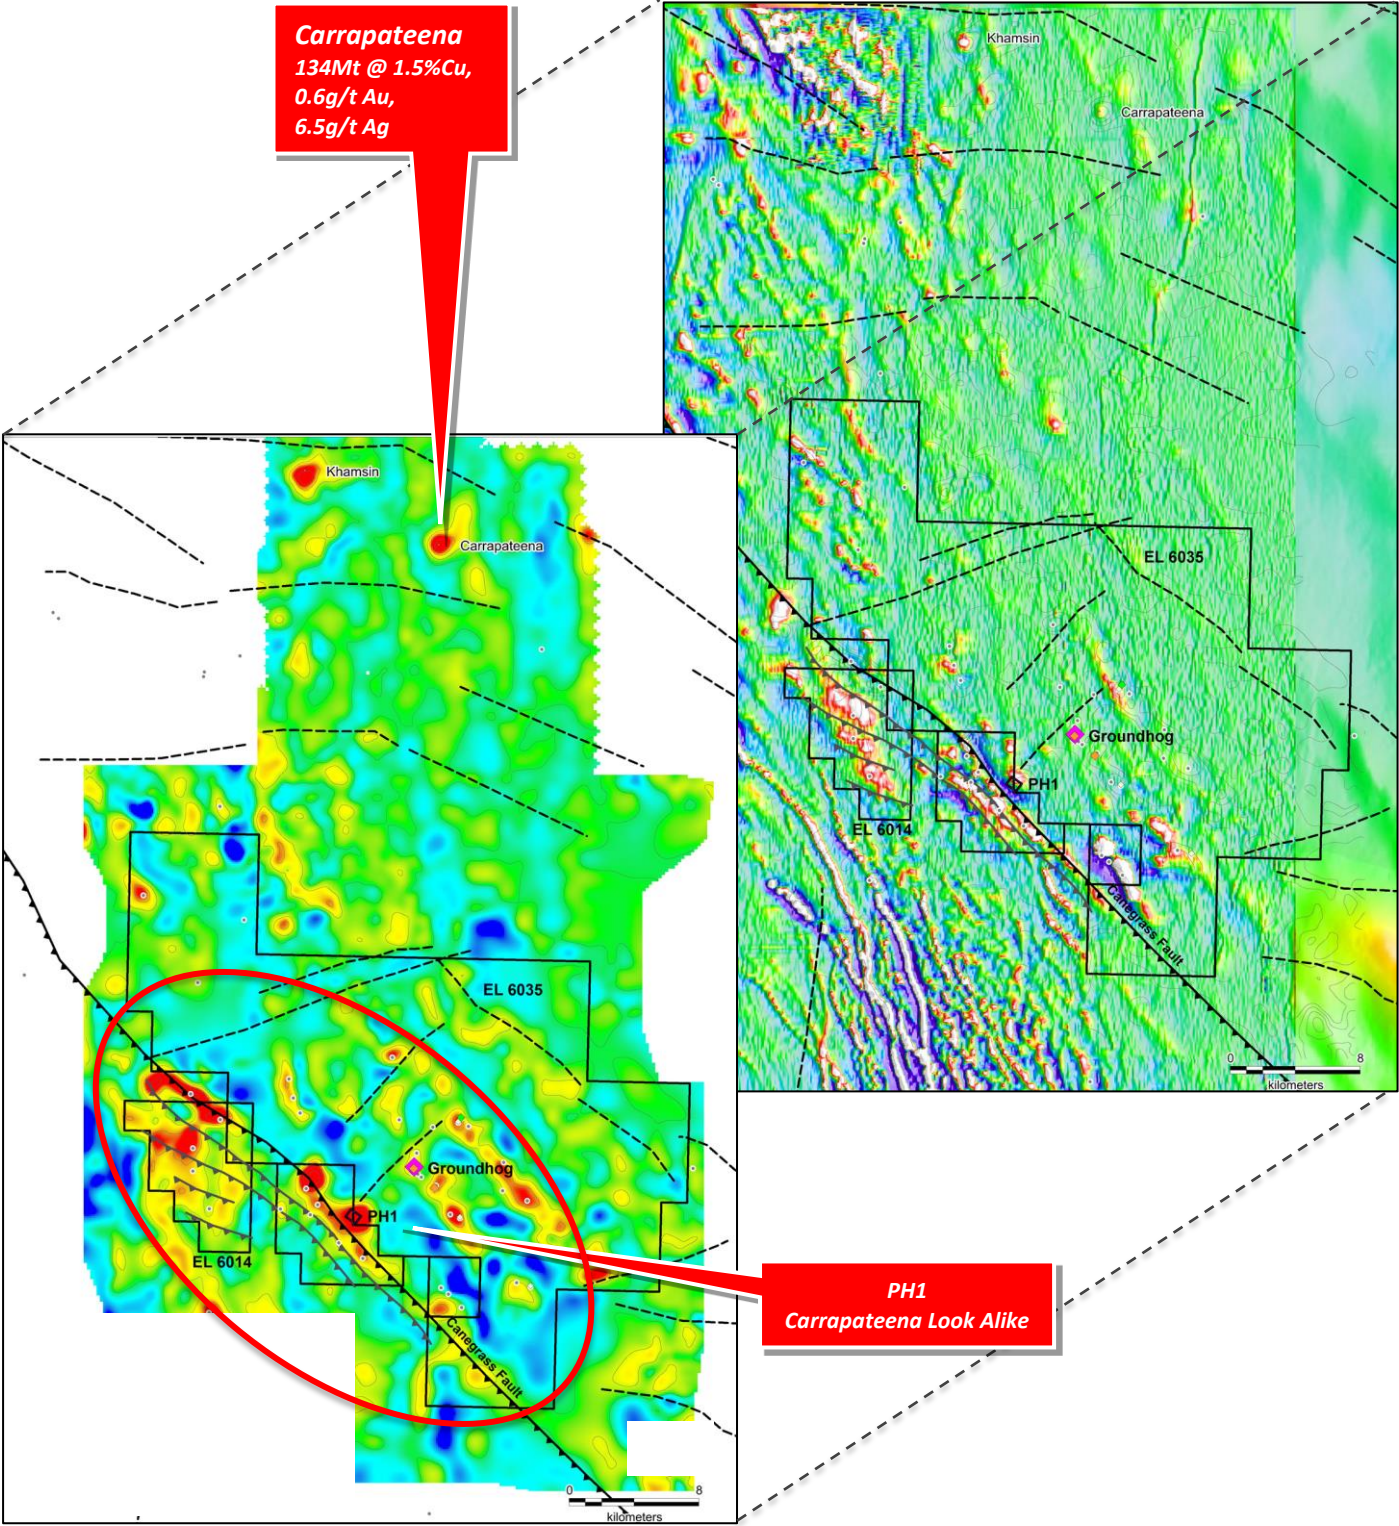 Carrapateena
134Mt @ 1.5%Cu,
0.6g/t Au,
6.5g/t Ag
Khamsin
Carrapateena
EL 6035
Groundhog
PH1
EL 6014
Canegrass Fault
0 8
kilometers
Khamsin
Carrapateena
EL 6035
Groundhog
PH1
EL 6014
Canegrass Fault
0 8
kilometers
PH1
Carrapateena Look Alike